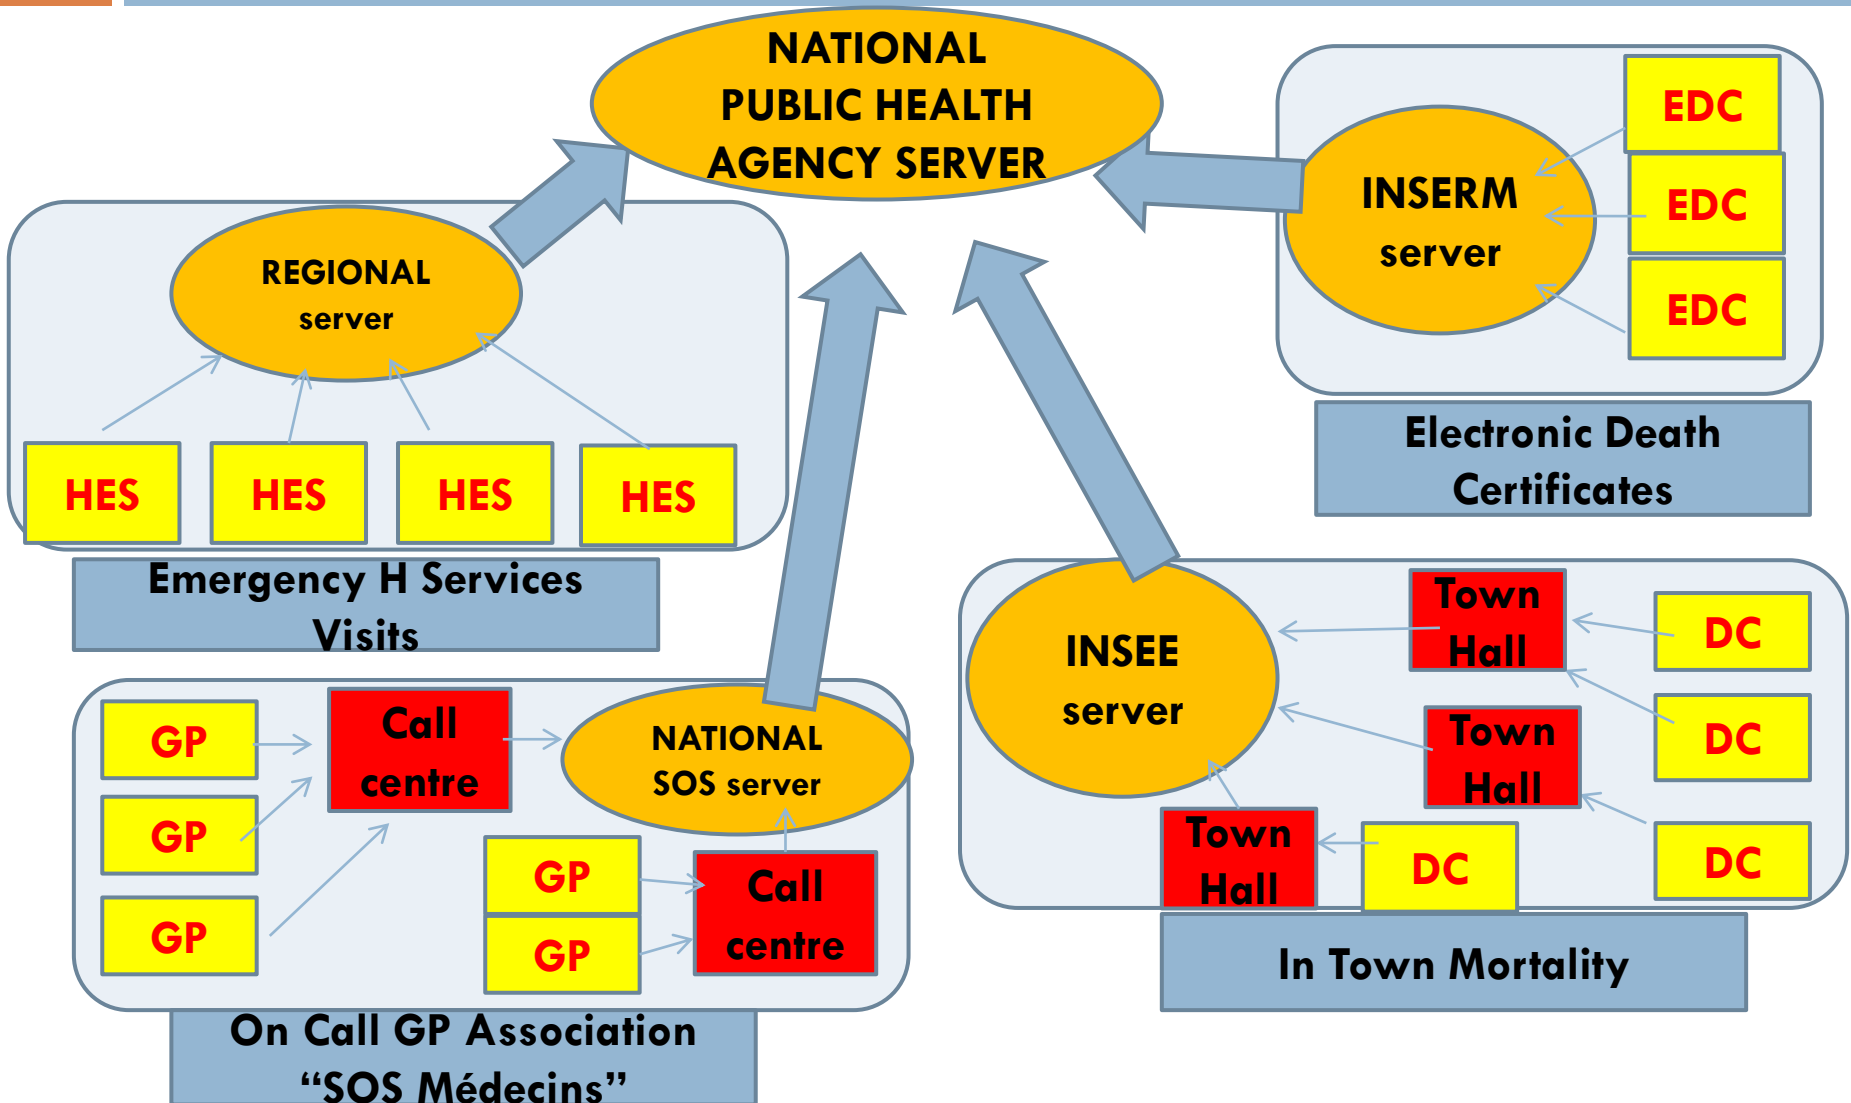 NATIONAL
PUBLIC HEALTH
AGENCY SERVER
REGIONAL
server
HES
HES
HES
HES
Emergency H Services
Visits
INSERM
server
EDC
EDC
EDC
Electronic Death
Certificates
GP
GP
GP
Call
centre
NATIONAL
SOS server
GP
GP
Call
centre
On Call GP Association
“SOS Médecins”
INSEE
server
Town
Hall
Town
Hall
Town
Hall
DC
DC
DC
DC
In Town Mortality